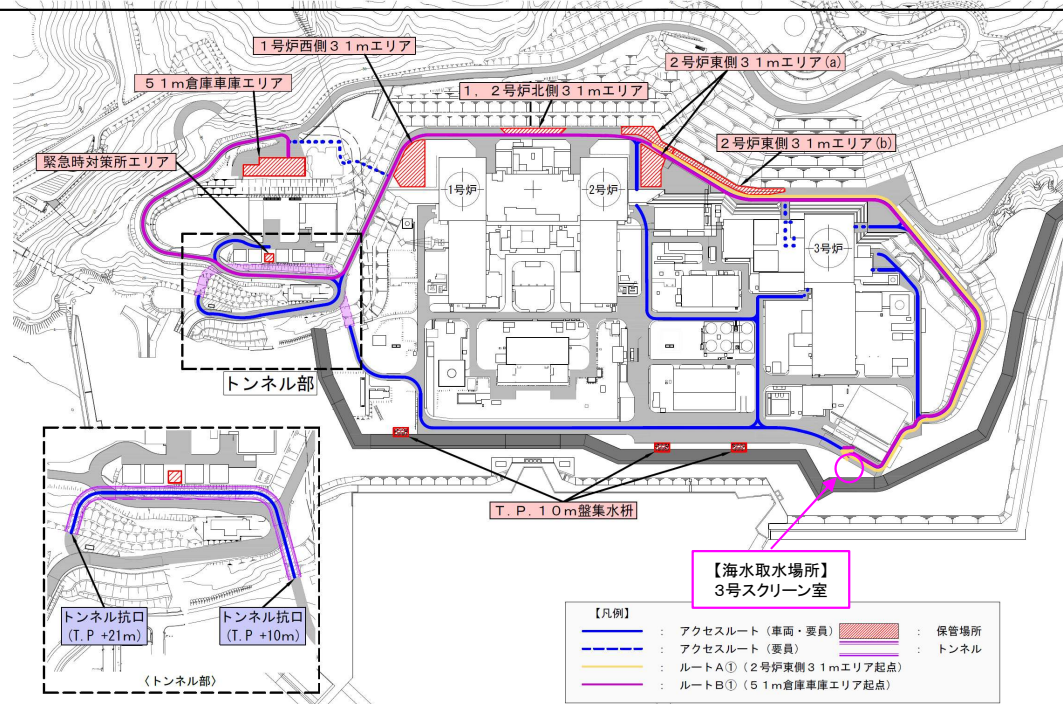 1号炉西側31mエリア
2号炉東側31mエリア(a)
51m倉庫車庫エリア
1, 2号炉北側31mエリア
2号炉東側31mエリア(b)
緊急時対策所エリア
1号炉
2号炉
3号炉
トンネル部
T.P.10m盤集水枡
【海水取水場所】
3号スクリーン室
トンネル抗口
(T.P +21m)
トンネル抗口
(T.P +10m)
〈トンネル部〉
【凡例】
： アクセスルート（車両・要員）
： 保管場所
： アクセスルート（要員）
： トンネル
： ルートA①（2号炉東側31mエリア起点）
： ルートB①（51m倉庫車庫エリア起点）